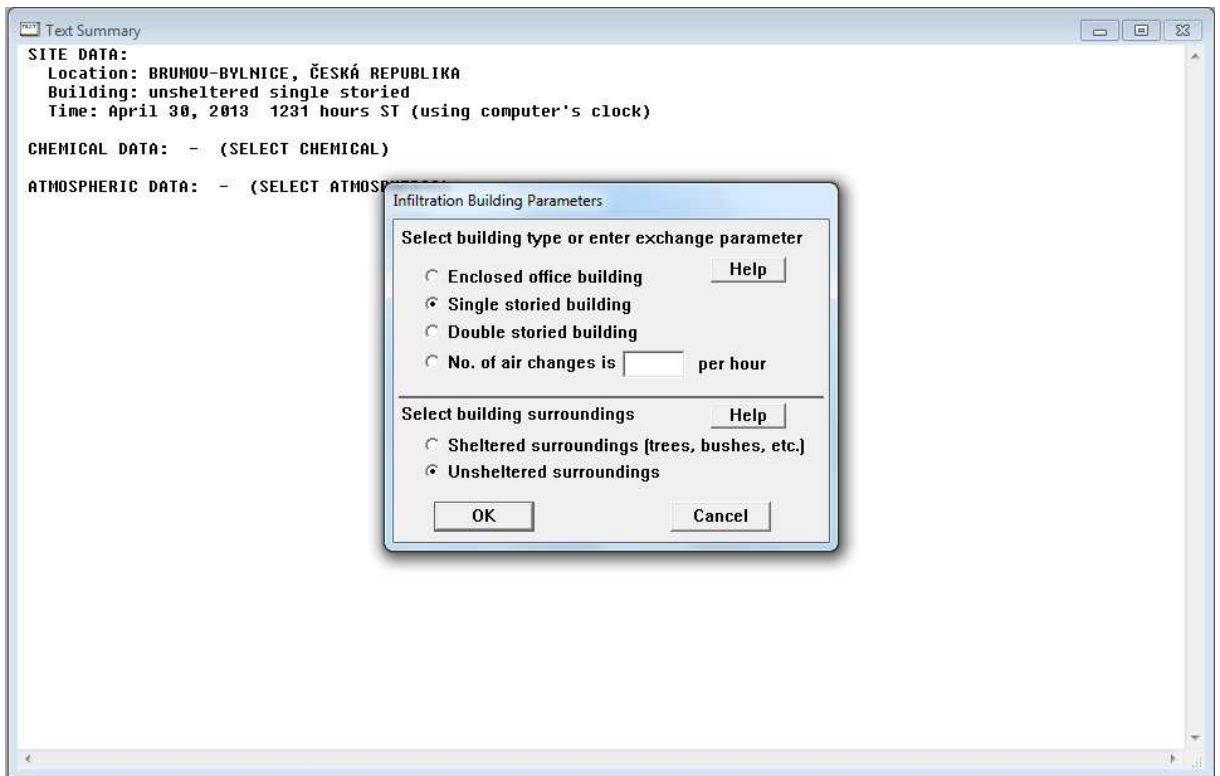 Text Summary
SITE DATA:
Location: BRUMOV-BYLNICE, ČESKÁ REPUBLIKA
Building: unsheltered single storied
Time: April 30, 2013 1231 hours ST (using computer's clock)
CHEMICAL DATA: - (SELECT CHEMICAL)
ATMOSPHERIC DATA: - (SELECT
Infiltration Building Parameters
Select building type or enter exchange parameter
Help
Enclosed office building
Single storied building
Double storied building
No. of air changes is per hour
Select building surroundings Help
Sheltered surroundings (trees, bushes, etc.)
Unsheltered surroundings
OK Cancel